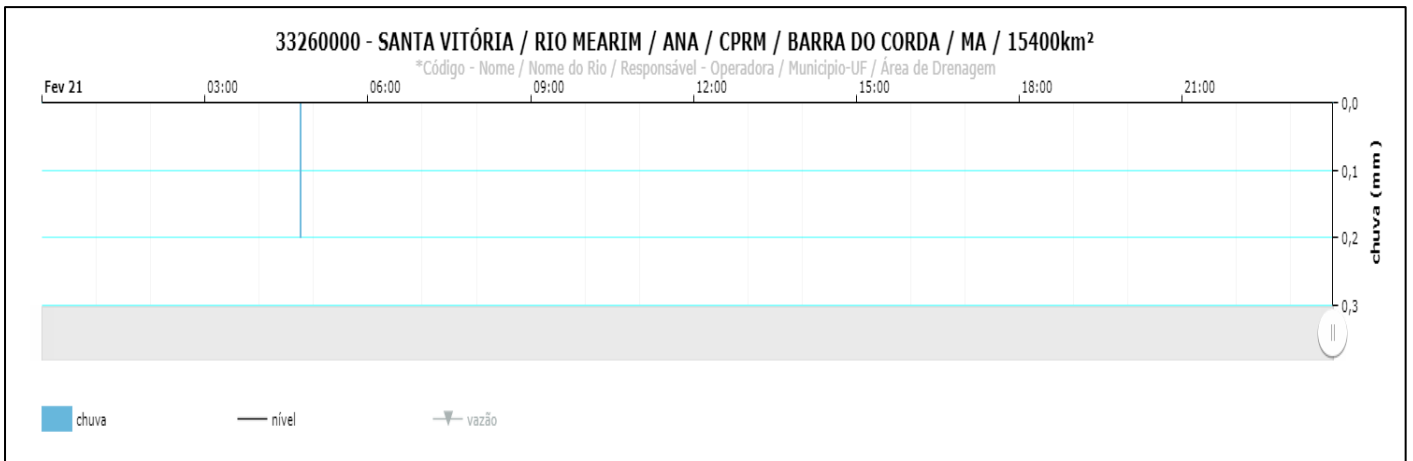 33260000 - SANTA VITÓRIA / RIO MEARIM / ANA / CPRM / BARRA DO CORDA / MA / 15400km²
*Código - Nome / Nome do Rio / Responsável - Operadora / Municipio-UF / Área de Drenagem
Fev 21 03:00 06:00 09:00 12:00 15:00 18:00 21:00
0,0
0,1
0,2
0,3
chuva (mm)
chuva nível vazão